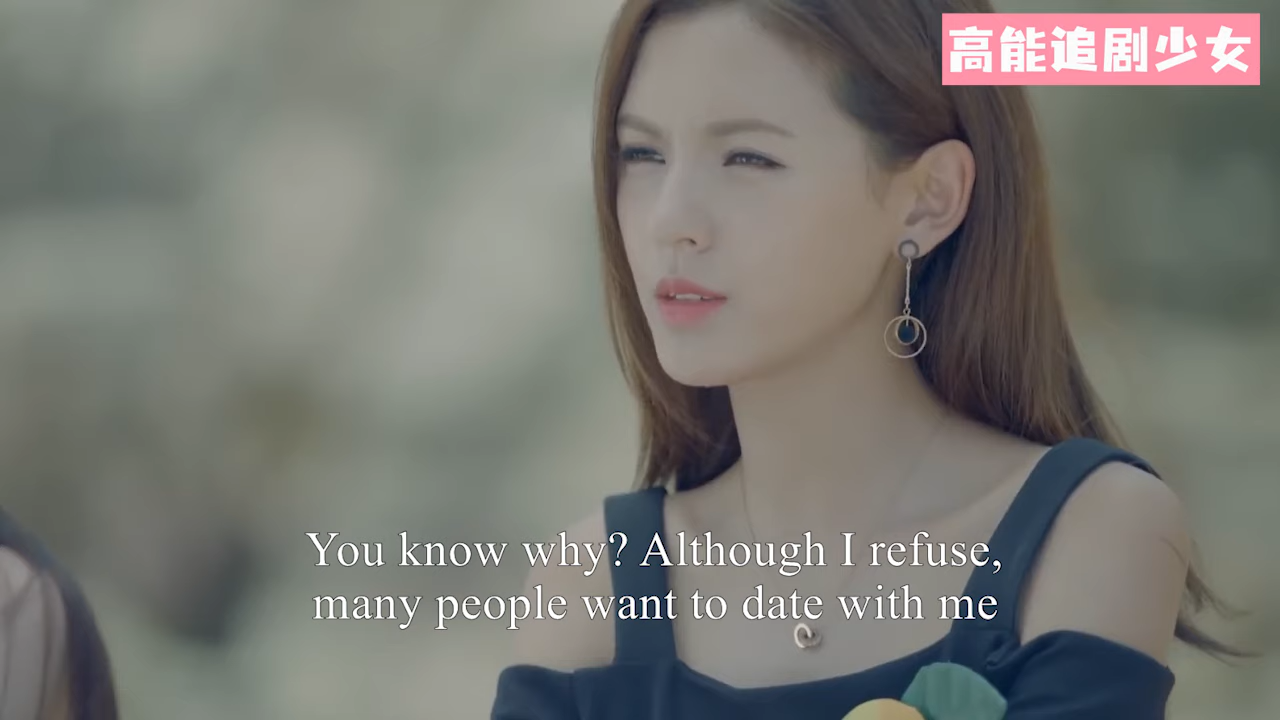 高能追剧少女
You know why? Although I refuse,
many people want to date with me